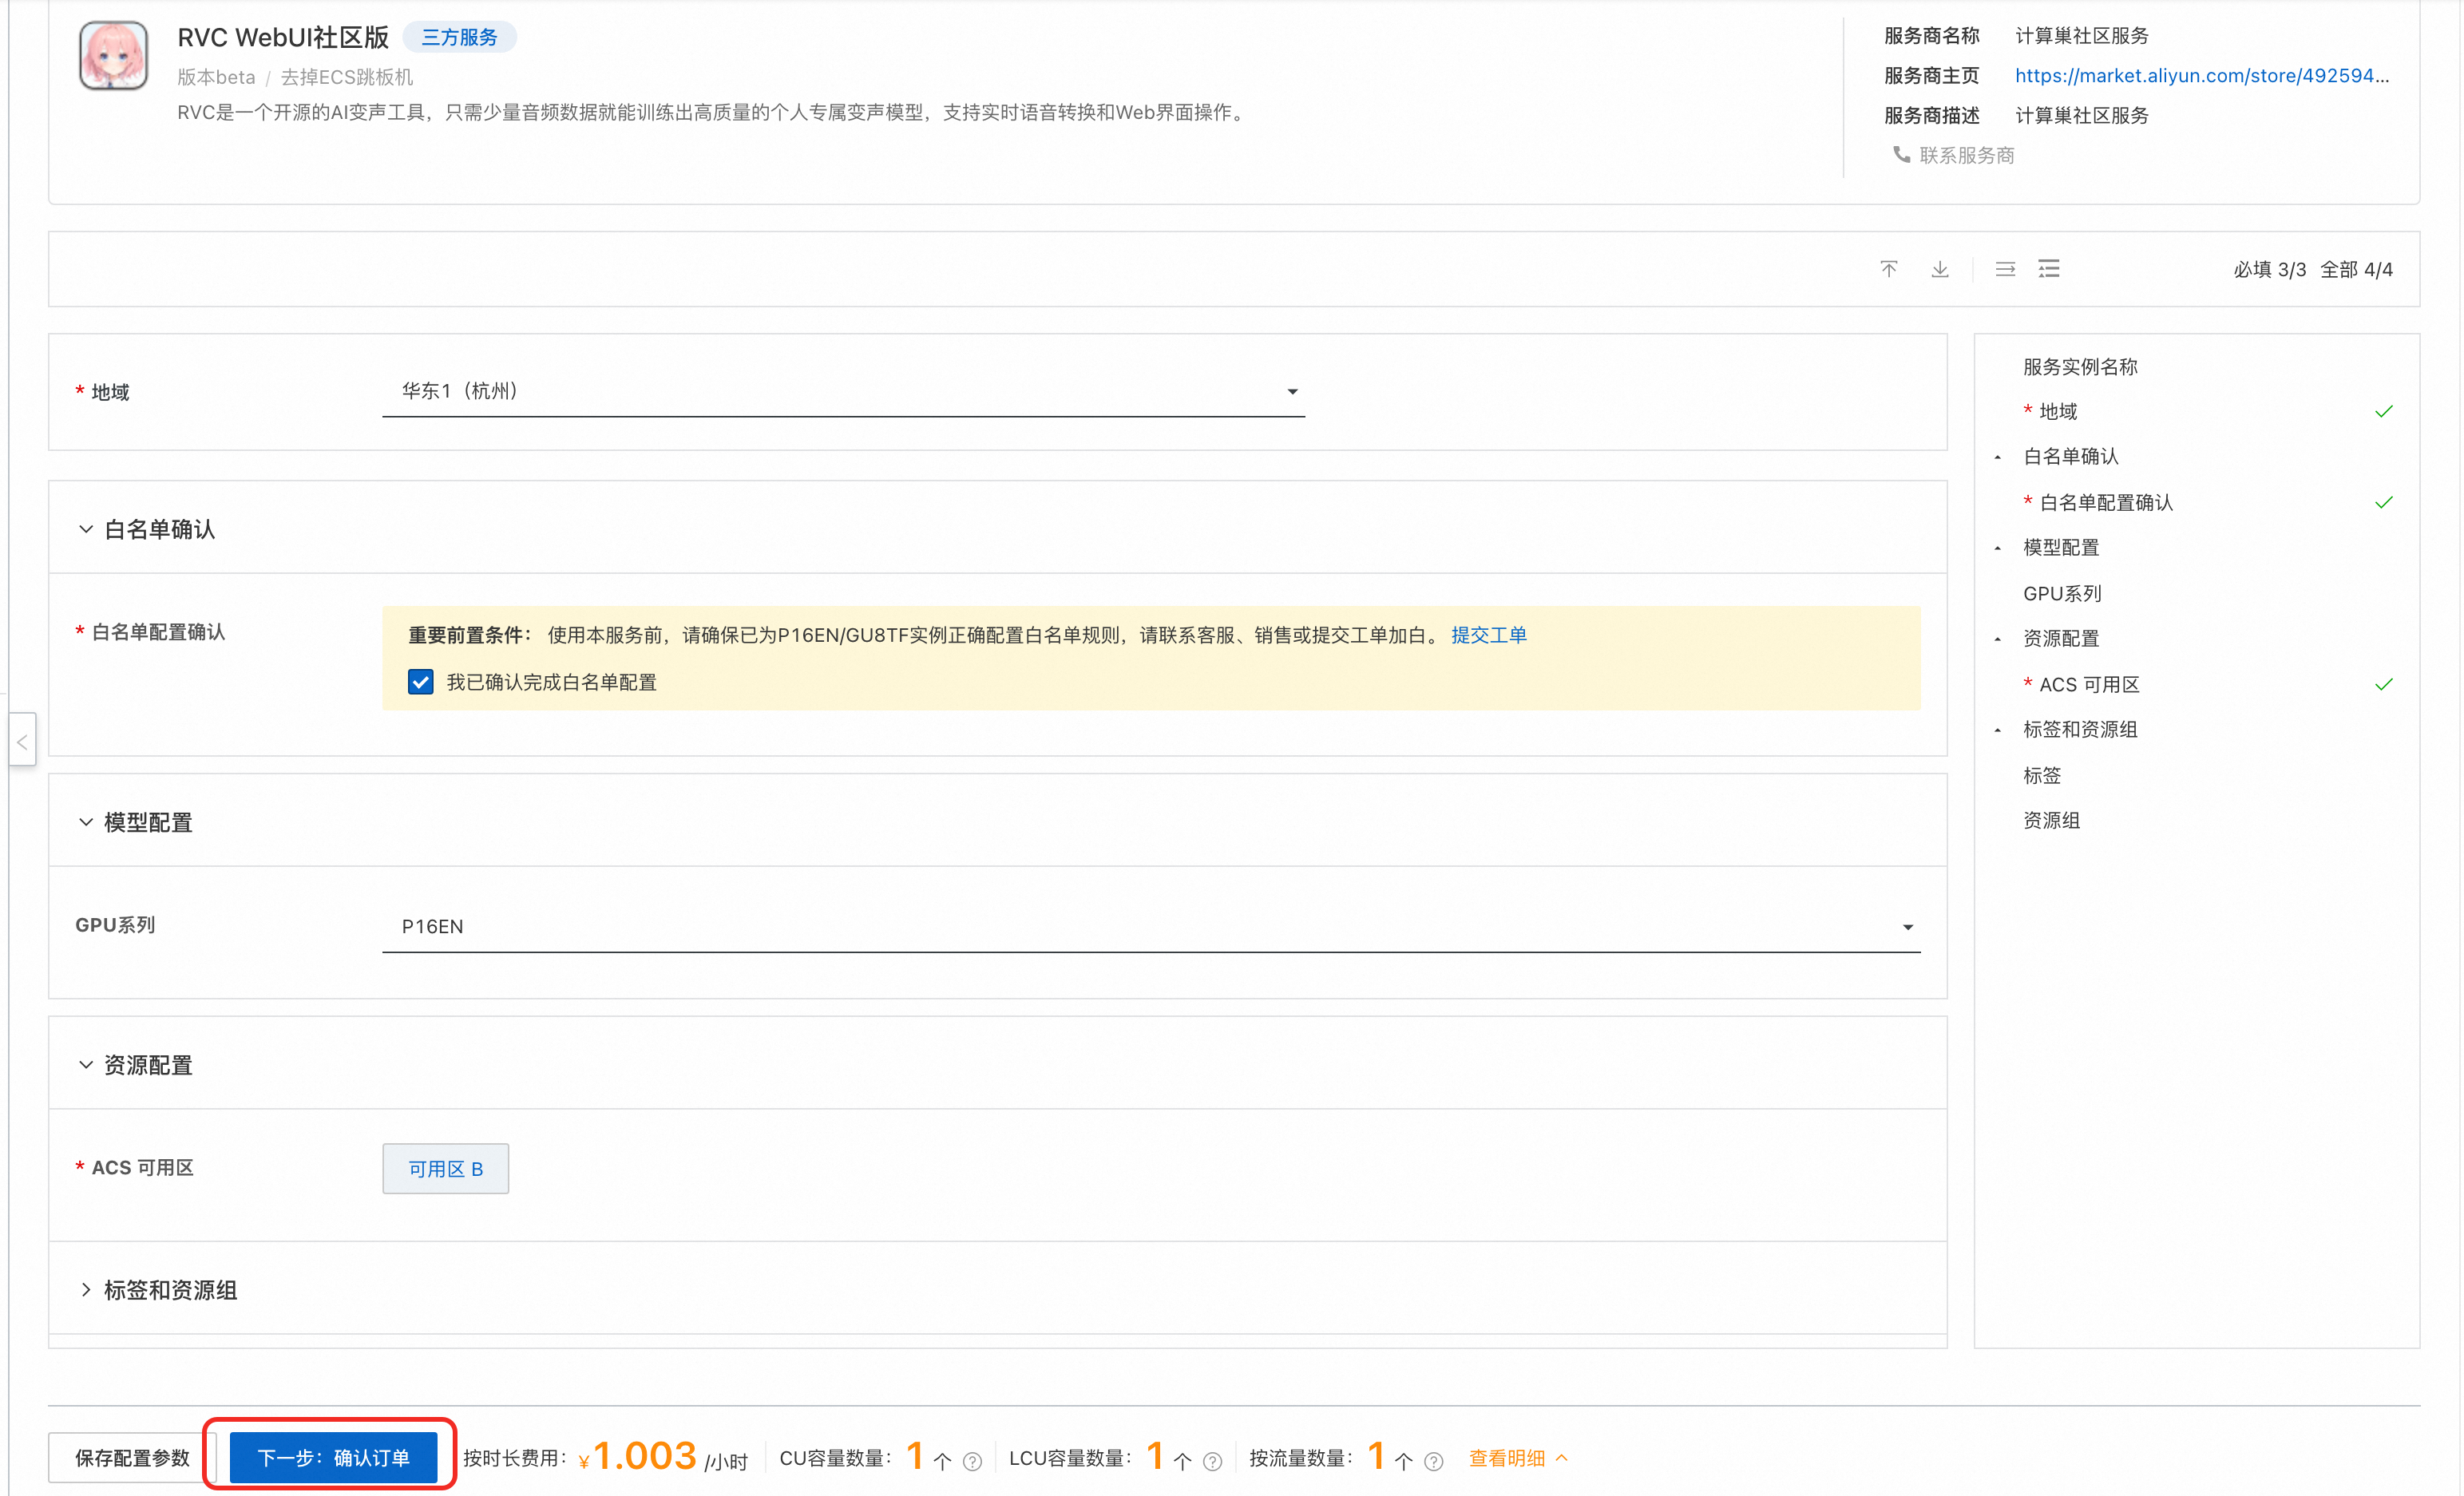 RVC WebUI社区版 三方服务
版本beta / 去掉ECS跳板机
RVC是一个开源的AI变声工具，只需少量音频数据就能训练出高质量的个人专属变声模型，支持实时语音转换和Web界面操作。
服务商名称 计算巢社区服务
服务商主页 https://market.aliyun.com/store/492594...
服务商描述 计算巢社区服务
联系服务商
必填 3/3 全部 4/4
* 地域 华东1（杭州）
白名单确认
* 白名单配置确认
重要前置条件： 使用本服务前，请确保已为P16EN/GU8TF实例正确配置白名单规则，请联系客服、销售或提交工单加白。 提交工单
我已确认完成白名单配置
模型配置
GPU系列 P16EN
资源配置
* ACS 可用区 可用区 B
标签和资源组
服务实例名称
* 地域
白名单确认
* 白名单配置确认
模型配置
GPU系列
资源配置
* ACS 可用区
标签和资源组
标签
资源组
保存配置参数 下一步：确认订单 按时长费用：￥1.003 /小时 CU容量数量：1 个 ? LCU容量数量：1 个 ? 按流量数量：1 个 ? 查看明细